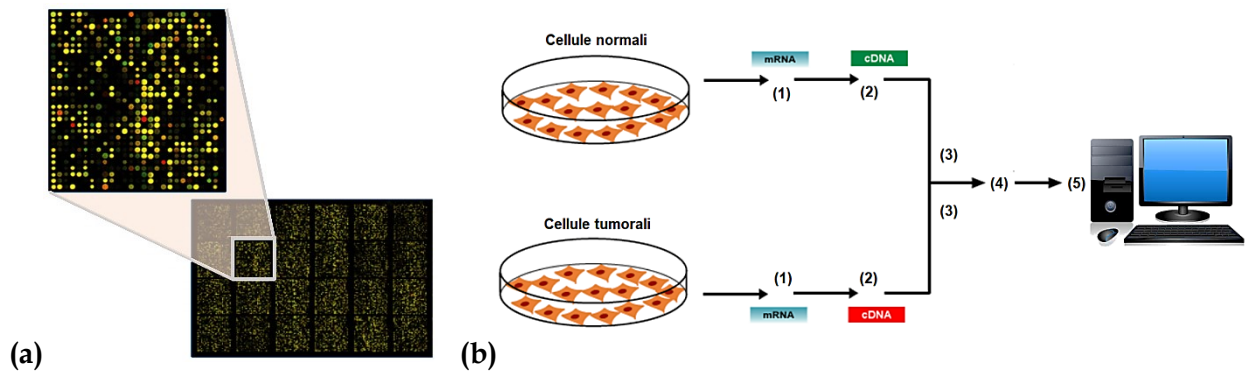 Cellule normali
mRNA
cDNA
(1)
(2)
(3)
(4)
(5)
(3)
Cellule tumorali
(1)
(2)
mRNA
cDNA
(a)
(b)